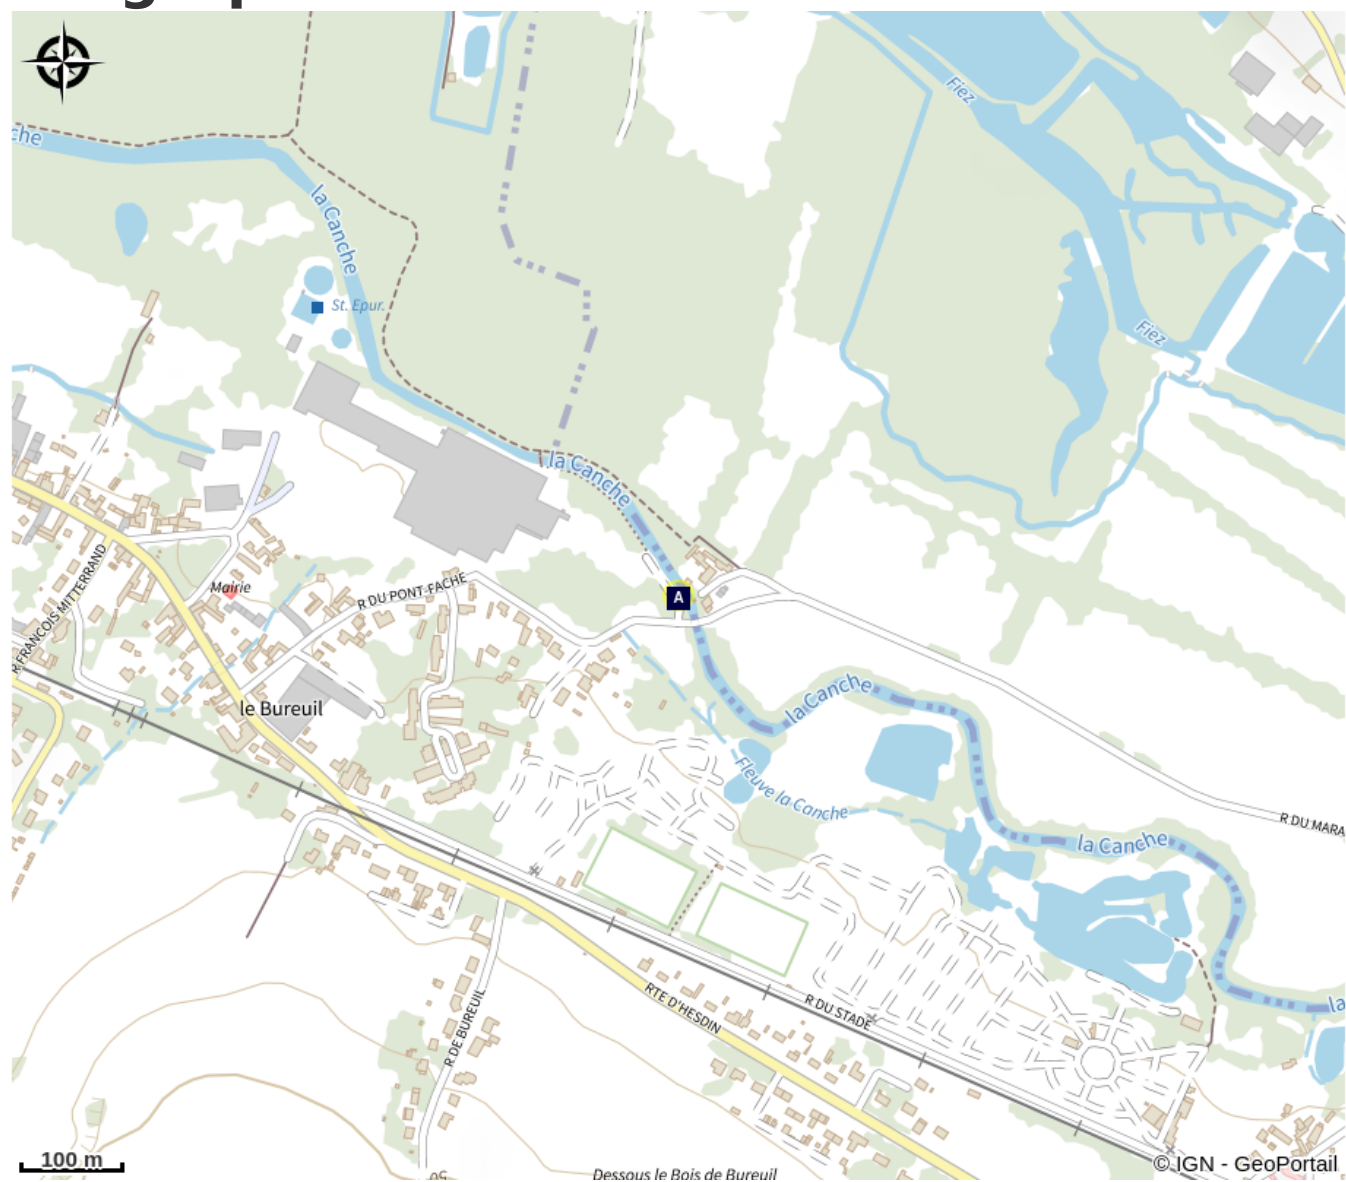 Fiez
che
la Canche
St. Epur.
Fiez
la Canche
R DU PONT-FACHE
Mairie
R FRANCOIS MITTERRAND
A
le Bureuil
la Canche
Fleuve la Canche
R DU MARA
la Canche
RTE D'HESDIN
R DU STADE
la
R DE BUREUIL
50
100 m
Dessous le Bois de Bureuil
© IGN - GeoPortail